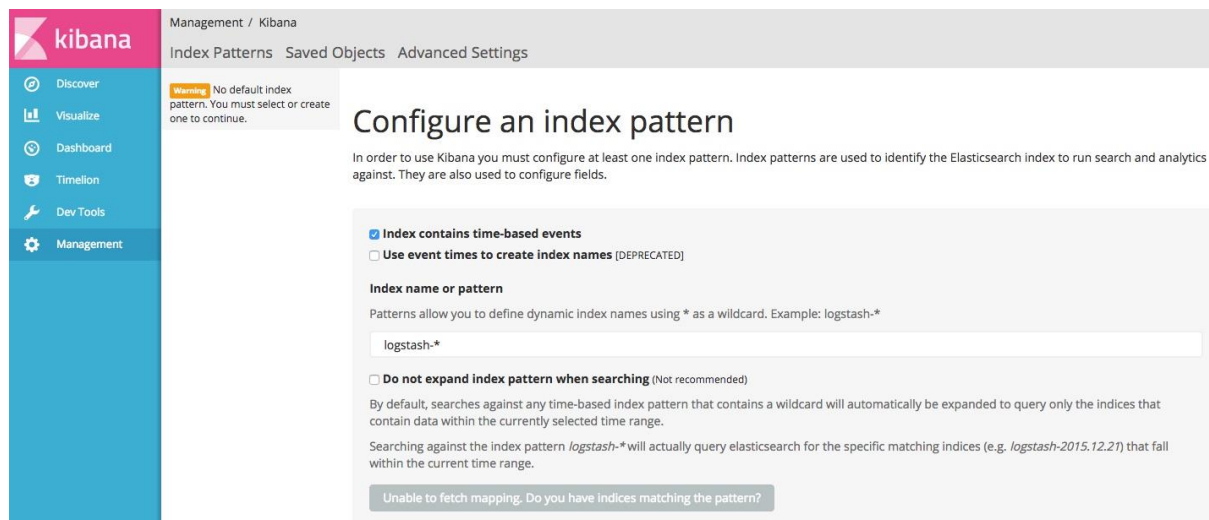 kibana
Discover
Visualize
Dashboard
Timelion
Dev Tools
Management
Management / Kibana
Index Patterns Saved Objects Advanced Settings
Warning No default index
pattern. You must select or create
one to continue.
Configure an index pattern
In order to use Kibana you must configure at least one index pattern. Index patterns are used to identify the Elasticsearch index to run search and analytics
against. They are also used to configure fields.
Index contains time-based events
Use event times to create index names [DEPRECATED]
Index name or pattern
Patterns allow you to define dynamic index names using * as a wildcard. Example: logstash-*
logstash-*
Do not expand index pattern when searching (Not recommended)
By default, searches against any time-based index pattern that contains a wildcard will automatically be expanded to query only the indices that
contain data within the currently selected time range.
Searching against the index pattern logstash-* will actually query elasticsearch for the specific matching indices (e.g. logstash-2015.12.21) that fall
within the current time range.
Unable to fetch mapping. Do you have indices matching the pattern?